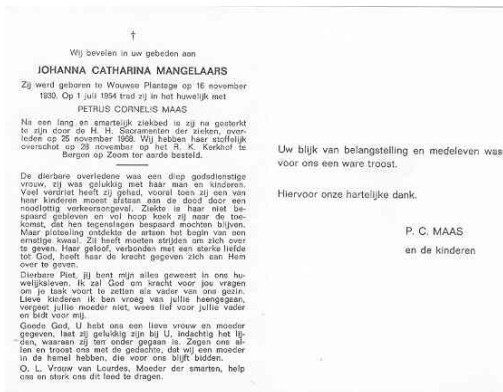 Wij bevelen in uw gebeden aan
JOHANNA CATHARINA MANGELAARS
Zij werd geboren te Wouwse Plantage op 16 november
1930. Op 1 juli 1954 trad zij in het huwelijk met
PETRUS CORNELIS MAAS
Na een lang en smartelijk ziekbed is zij na gesterkt
te zijn door de H. H. Sacramenten der zieken, over-
leden op 25 november 1968. Wij hebben haar stoffelijk
overschot op 28 november op het R. K. Kerkhof te
Bergen op Zoom ter aarde besteld.
De dierbare overledene was een diep godsdienstige
vrouw, zij was gelukkig met haar man en kinderen.
Veel verdriet heeft zij gehad, vooral toen zij een van
haar kinderen moest afstaan aan de dood door een
noodlottig verkeersongeval. Ziekte is haar niet be-
spaard gebleven en vol hoop keek zij naar de toe-
komst, dat hen tegenslagen bespaard mochten blijven.
Maar plotseling ontdekte de artsen het begin van een
ernstige kwaal. Zij heeft moeten strijden om zich over
te geven. Haar geloof, verbonden met een sterke liefde
tot God, heeft haar de kracht gegeven zich aan Hem
over te geven.
Dierbare Piet, jij bent mijn alles geweest in ons hu-
welijksleven. Ik zal God om kracht voor jou vragen
om je taak voort te zetten als vader van ons gezin.
Lieve kinderen ik ben vroeg van jullie heengegaan,
vergeet jullie moeder niet, wees lief voor jullie vader
en bidt voor mij.
Goede God, U hebt ons een lieve vrouw en moeder
gegeven, laat zij gelukkig zijn bij U, indachtig het lij-
den, waaraan zij ten onder gegaan is. Zegen ons al-
len en troost ons met de gedachte, dat wij een moeder
in de hemel hebben, die voor ons blijft bidden.
O. L. Vrouw van Lourdes, Moeder der smarten, help
ons en sterk ons dit leed te dragen.
Uw blijk van belangstelling en medeleven was
voor ons een ware troost.
Hiervoor onze hartelijke dank.
P. C. MAAS
en de kinderen